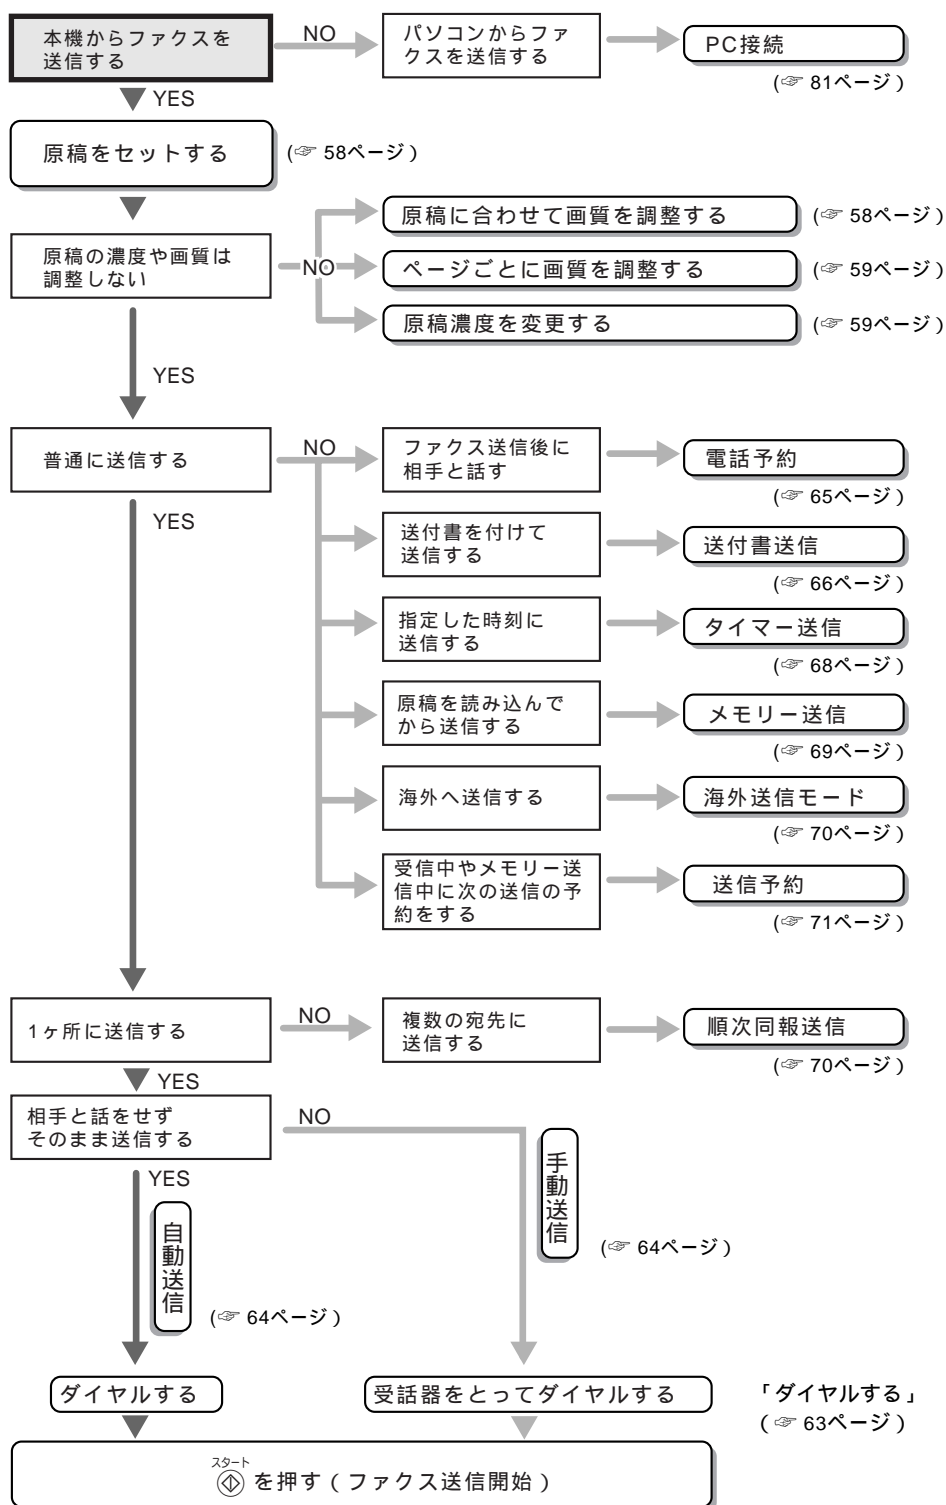 本機からファクスを
送信する
NO
パソコンからファ
クスを送信する
PC接続
(☞ 81ページ)
YES
原稿をセットする
(☞ 58ページ)
原稿の濃度や画質は
調整しない
NO
原稿に合わせて画質を調整する
(☞ 58ページ)
ページごとに画質を調整する
(☞ 59ページ)
原稿濃度を変更する
(☞ 59ページ)
YES
普通に送信する
NO
ファクス送信後に
相手と話す
電話予約
(☞ 65ページ)
YES
送付書を付けて
送信する
送付書送信
(☞ 66ページ)
指定した時刻に
送信する
タイマー送信
(☞ 68ページ)
原稿を読み込んで
から送信する
メモリー送信
(☞ 69ページ)
海外へ送信する
海外送信モード
(☞ 70ページ)
受信中やメモリー送
信中に次の送信の予
約をする
送信予約
(☞ 71ページ)
1ヶ所に送信する
NO
複数の宛先に
送信する
順次同報送信
(☞ 70ページ)
YES
相手と話をせず
そのまま送信する
NO
手動送信
(☞ 64ページ)
YES
自動送信
(☞ 64ページ)
ダイヤルする
受話器をとってダイヤルする
「ダイヤルする」
(☞ 63ページ)
スタート
を押す(ファクス送信開始)